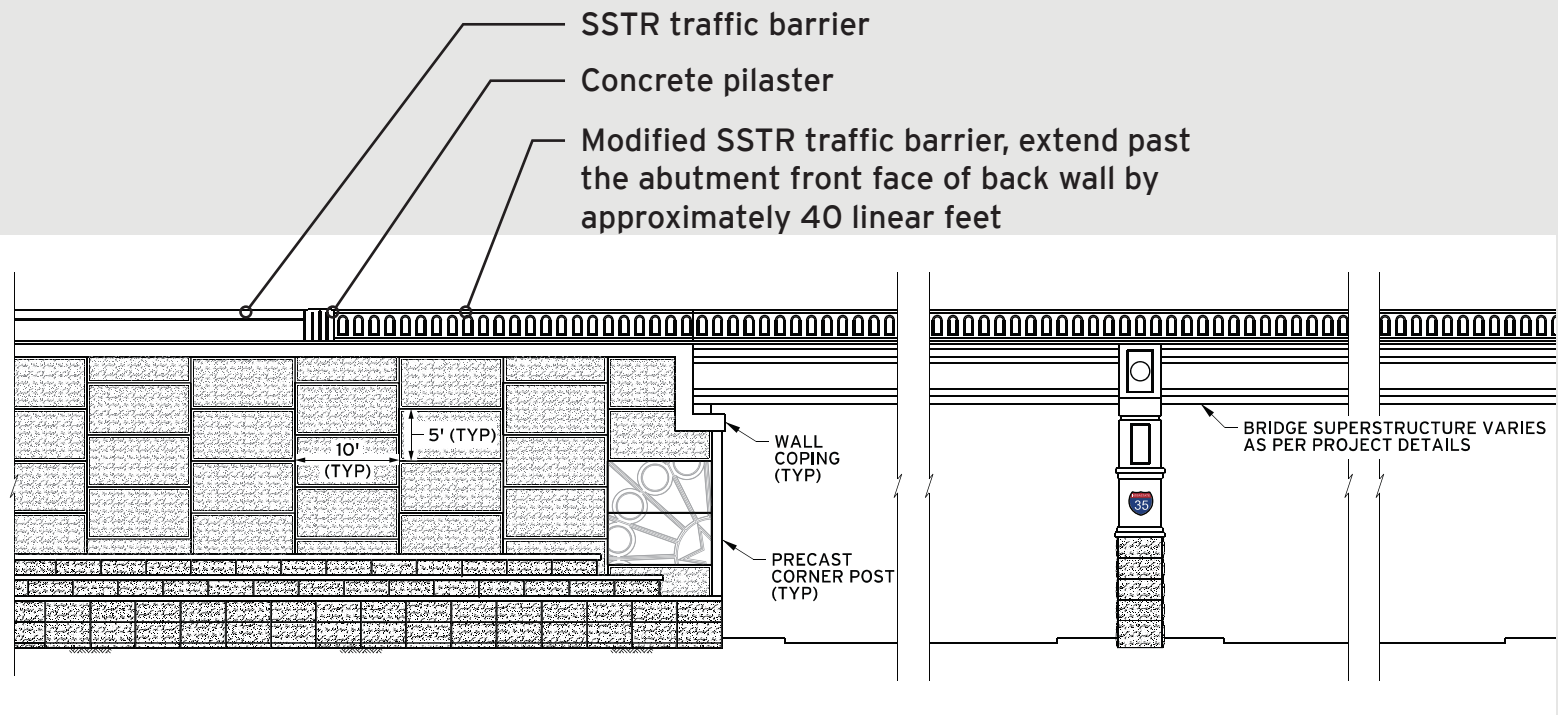 SSTR traffic barrier
Concrete pilaster
Modified SSTR traffic barrier, extend past
the abutment front face of back wall by
approximately 40 linear feet
5' (TYP)
10'
(TYP)
WALL
COPING
(TYP)
BRIDGE SUPERSTRUCTURE VARIES
AS PER PROJECT DETAILS
35
PRECAST
CORNER POST
(TYP)